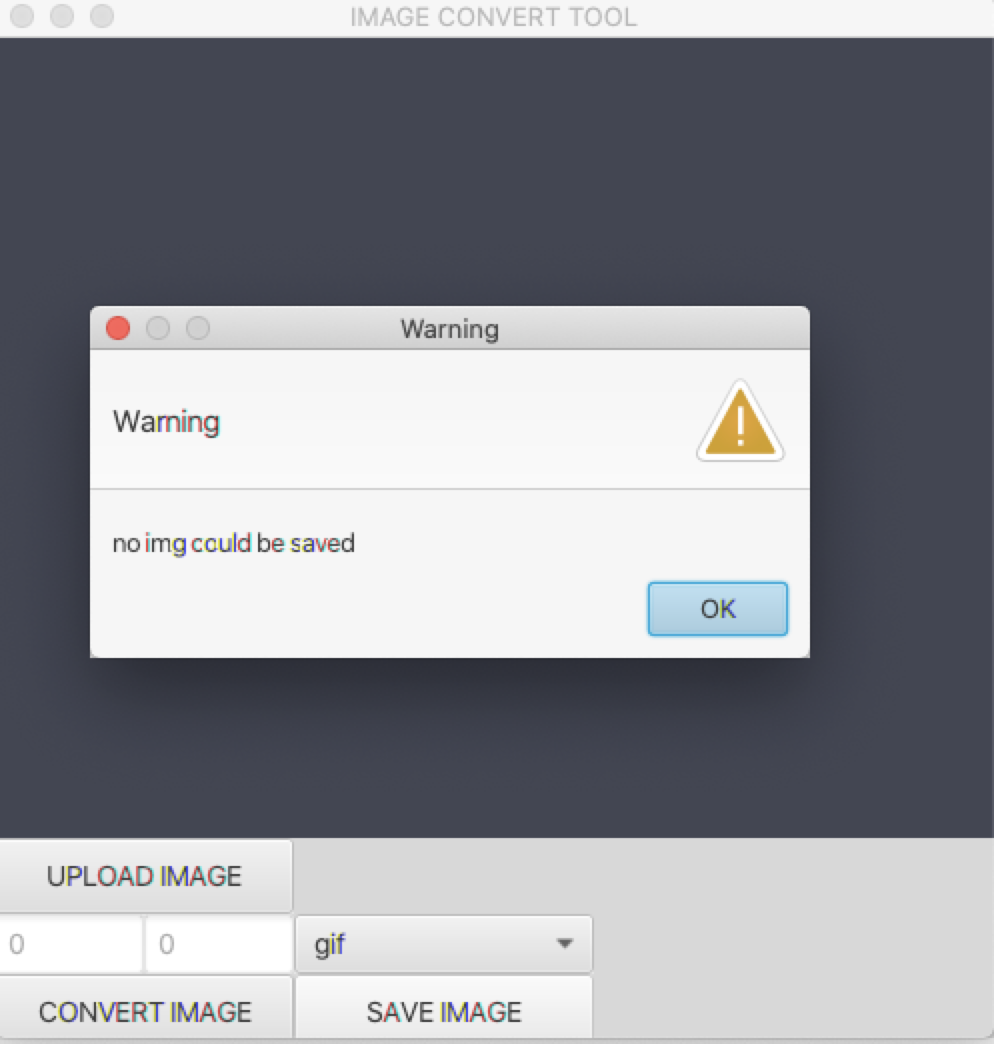 IMAGE CONVERT TOOL
Warning
Warning
no img could be saved
OK
UPLOAD IMAGE
0 0 gif
CONVERT IMAGE SAVE IMAGE